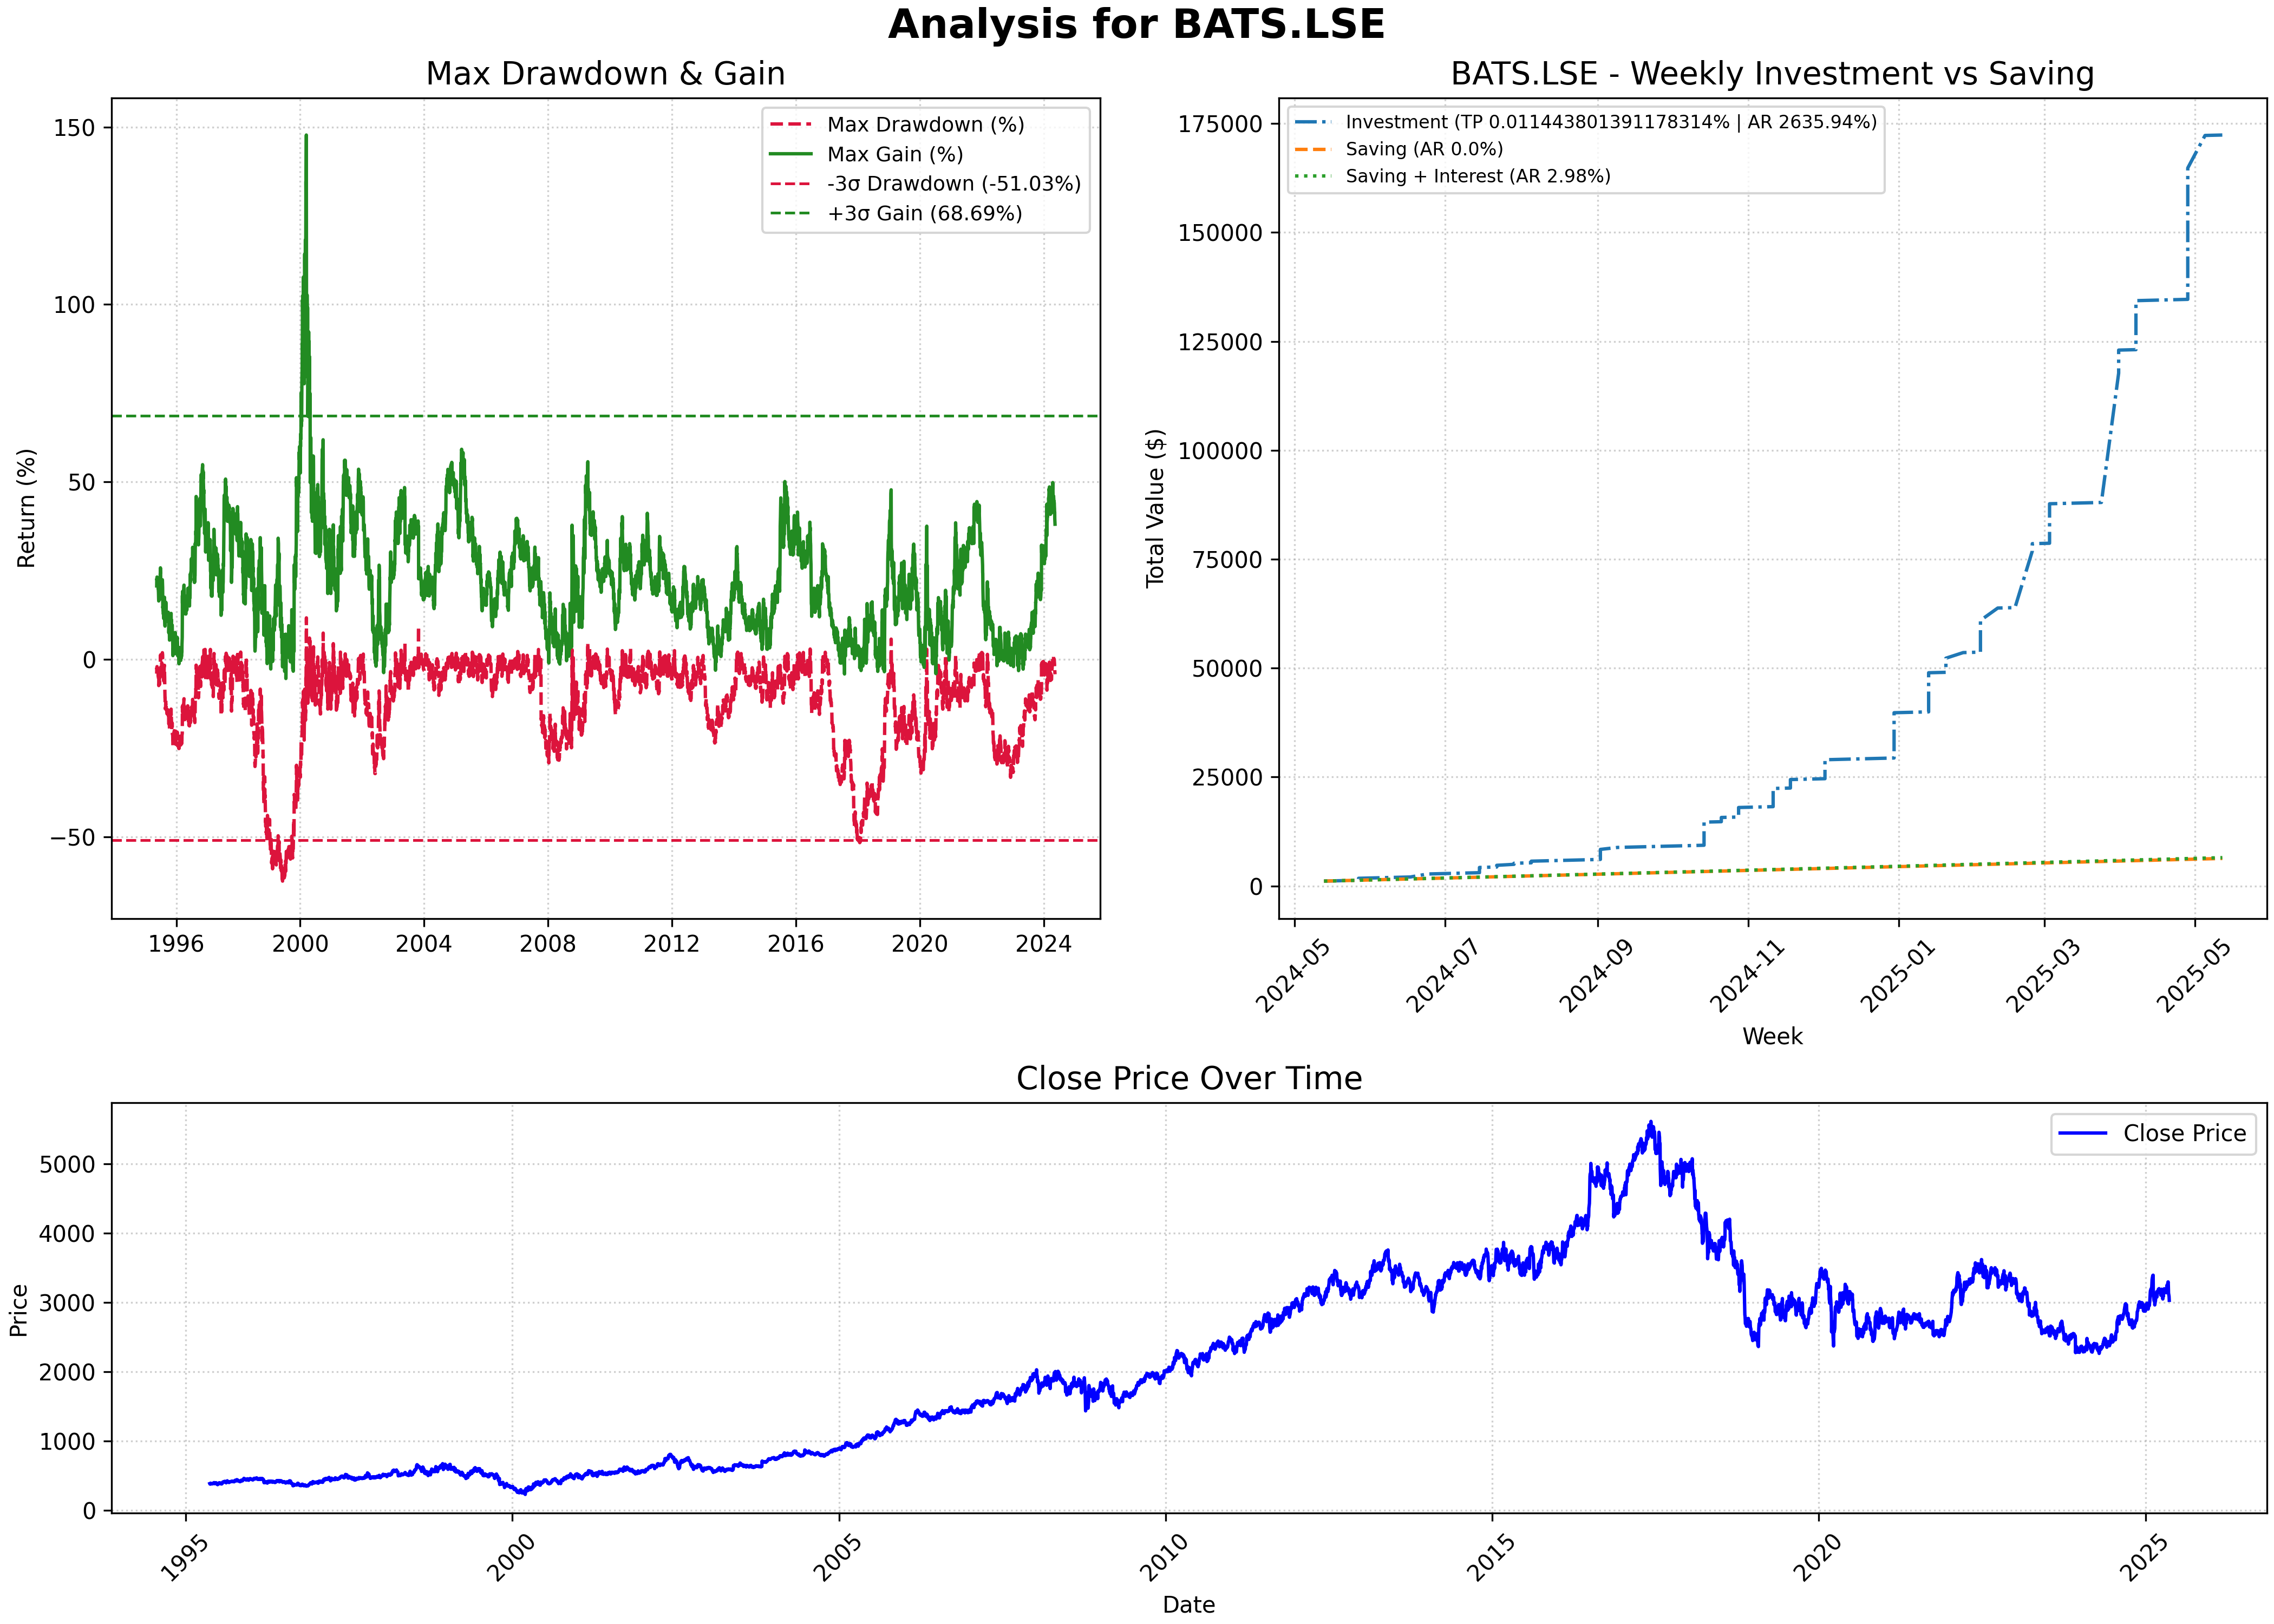 Analysis for BATS.LSE
Max Drawdown & Gain
Return (%)
150
100
50
0
−50
Max Drawdown (%)
Max Gain (%)
-3σ Drawdown (-51.03%)
+3σ Gain (68.69%)
1996 2000 2004 2008 2012 2016 2020 2024
BATS.LSE - Weekly Investment vs Saving
Total Value ($)
175000
150000
125000
100000
75000
50000
25000
0
Investment (TP 0.011443801391178314% | AR 2635.94%)
Saving (AR 0.0%)
Saving + Interest (AR 2.98%)
2024-05 2024-07 2024-09 2024-11 2025-01 2025-03 2025-05
Week
Close Price Over Time
Price
5000
4000
3000
2000
1000
0
Close Price
1995 2000 2005 2010 2015 2020 2025
Date